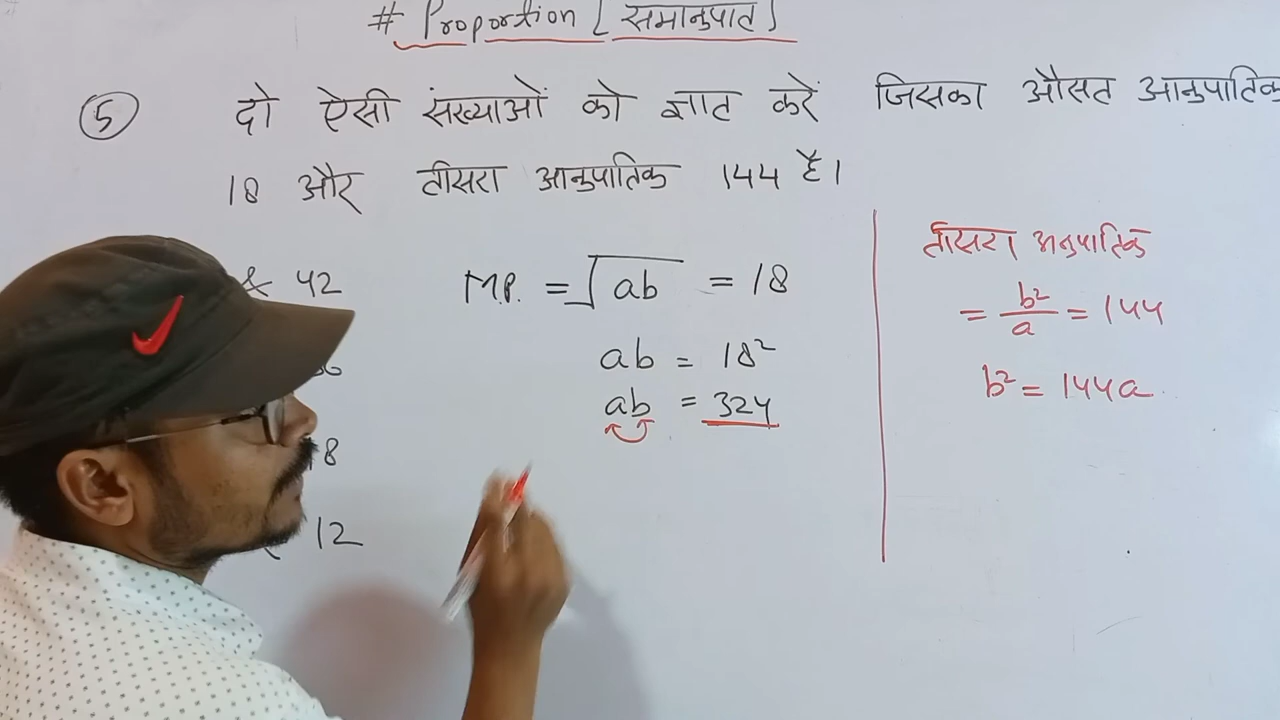 # Proportion (समानुपात)
5 दो ऐसी संख्याओं को ज्ञात करें जिसका औसत आनुपातिक
18 और तीसरा आनुपातिक 144 है।
& 42
18
12
M.P. = √ab = 18
ab = 18²
ab = 324
तीसरा अनुपातिक
= b²/a = 144
b² = 144a